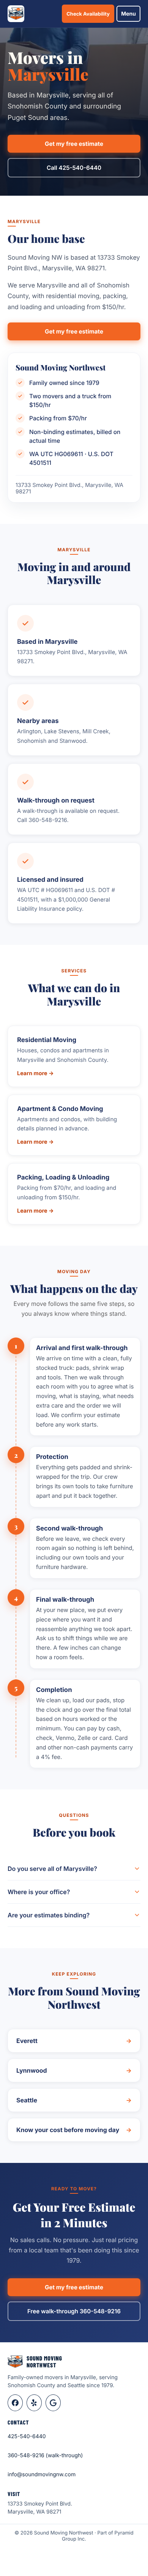 Check Availability
Menu
Movers in
Marysville
Based in Marysville, serving all of
Snohomish County and surrounding
Puget Sound areas.
Get my free estimate
Call 425-540-6440
MARYSVILLE
Our home base
Sound Moving NW is based at 13733 Smokey
Point Blvd., Marysville, WA 98271.
We serve Marysville and all of Snohomish
County, with residential moving, packing,
and loading and unloading from $150/hr.
Get my free estimate
Sound Moving Northwest
Family owned since 1979
Two movers and a truck from
$150/hr
Packing from $70/hr
Non-binding estimates, billed on
actual time
WA UTC HG069611 · U.S. DOT
4501511
13733 Smokey Point Blvd., Marysville, WA
98271
MARYSVILLE
Moving in and around
Marysville
Based in Marysville
13733 Smokey Point Blvd., Marysville, WA
98271.
Nearby areas
Arlington, Lake Stevens, Mill Creek,
Snohomish and Stanwood.
Walk-through on request
A walk-through is available on request.
Call 360-548-9216.
Licensed and insured
WA UTC # HG069611 and U.S. DOT #
4501511, with a $1,000,000 General
Liability Insurance policy.
SERVICES
What we can do in
Marysville
Residential Moving
Houses, condos and apartments in
Marysville and Snohomish County.
Learn more →
Apartment & Condo Moving
Apartments and condos, with building
details planned in advance.
Learn more →
Packing, Loading & Unloading
Packing from $70/hr, and loading and
unloading from $150/hr.
Learn more →
MOVING DAY
What happens on the day
Every move follows the same five steps, so
you always know where things stand.
1
Arrival and first walk-through
We arrive on time with a clean, fully
stocked truck: pads, shrink wrap
and tools. Then we walk through
each room with you to agree what is
moving, what is staying, what needs
extra care and the order we will
load. We confirm your estimate
before any work starts.
2
Protection
Everything gets padded and shrink-
wrapped for the trip. Our crew
brings its own tools to take furniture
apart and put it back together.
3
Second walk-through
Before we leave, we check every
room again so nothing is left behind,
including our own tools and your
furniture hardware.
4
Final walk-through
At your new place, we put every
piece where you want it and
reassemble anything we took apart.
Ask us to shift things while we are
there. A few inches can change
how a room feels.
5
Completion
We clean up, load our pads, stop
the clock and go over the final total
based on hours worked or the
minimum. You can pay by cash,
check, Venmo, Zelle or card. Card
and other non-cash payments carry
a 4% fee.
QUESTIONS
Before you book
Do you serve all of Marysville?
Where is your office?
Are your estimates binding?
KEEP EXPLORING
More from Sound Moving
Northwest
Everett →
Lynnwood →
Seattle →
Know your cost before moving day →
READY TO MOVE?
Get Your Free Estimate
in 2 Minutes
No sales calls. No pressure. Just real pricing
from a local team that's been doing this since
1979.
Get my free estimate
Free walk-through 360-548-9216
SOUND MOVING
NORTHWEST
Family-owned movers in Marysville, serving
Snohomish County and Seattle since 1979.
CONTACT
425-540-6440
360-548-9216 (walk-through)
info@soundmovingnw.com
VISIT
13733 Smokey Point Blvd.
Marysville, WA 98271
© 2026 Sound Moving Northwest · Part of Pyramid
Group Inc.